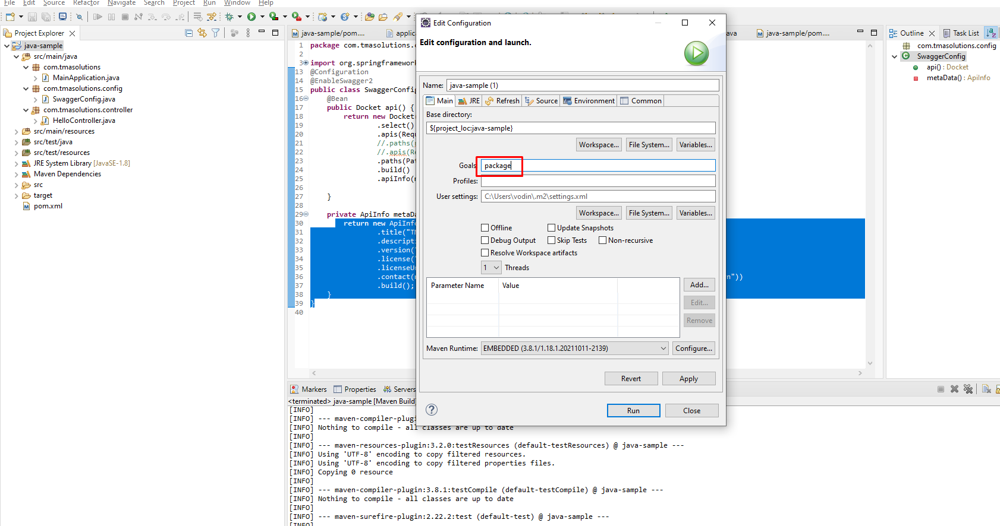 File Edit Source Refactor Navigate Search Project Run Window Help
Project Explorer
java-sample
src/main/java
com.tmasolutions
MainApplication.java
com.tmasolutions.config
SwaggerConfig.java
com.tmasolutions.controller
HelloController.java
src/main/resources
src/test/java
src/test/resources
JRE System Library [JavaSE-1.8]
Maven Dependencies
src
target
pom.xml
java-sample/pom....
applic
ava
java-sample/pom....
1 package com.tmasolutions.
2
3 import org.springframework
13 @Configuration
14 @EnableSwagger2
15 public class SwaggerConfig
16 @Bean
17 public Docket api() {
18 return new Docket
19 .select()
20 .apis(Requ
21 //.paths(
22 //.apis(R
23 .paths(Pat
24 .build()
25 .apiInfo(
26
27 }
28
29 private ApiInfo metaDa
30 return new ApiInfo
31 .title("T
32 .descripti
33 .version(
34 .license(
35 .licenseU
36 .contact( n"))
37 .build();
38 }
39 }
40
Edit Configuration
Edit configuration and launch.
Name: java-sample (1)
Main JRE Refresh Source Environment Common
Base directory:
${project_loc:java-sample}
Workspace... File System... Variables...
Goals package
Profiles:
User settings: C:\Users\vodin\.m2\settings.xml
Workspace... File System... Variables...
Offline Update Snapshots
Debug Output Skip Tests Non-recursive
Resolve Workspace artifacts
1 Threads
Parameter Name Value
Add...
Edit...
Remove
Maven Runtime: EMBEDDED (3.8.1/1.18.1.20211011-2139) Configure...
Revert Apply
? Run Close
Outline Task List
com.tmasolutions.config
SwaggerConfig
api() : Docket
metaData() : ApiInfo
Markers Properties Servers
<terminated> java-sample [Maven Build
[INFO]
[INFO] --- maven-compiler-plugin
[INFO] Nothing to compile - all classes are up to date
[INFO]
[INFO] --- maven-resources-plugin:3.2.0:testResources (default-testResources) @ java-sample ---
[INFO] Using 'UTF-8' encoding to copy filtered resources.
[INFO] Using 'UTF-8' encoding to copy filtered properties files.
[INFO] Copying 0 resource
[INFO]
[INFO] --- maven-compiler-plugin:3.8.1:testCompile (default-testCompile) @ java-sample ---
[INFO] Nothing to compile - all classes are up to date
[INFO]
[INFO] --- maven-surefire-plugin:2.22.2:test (default-test) @ java-sample ---
[INFO]